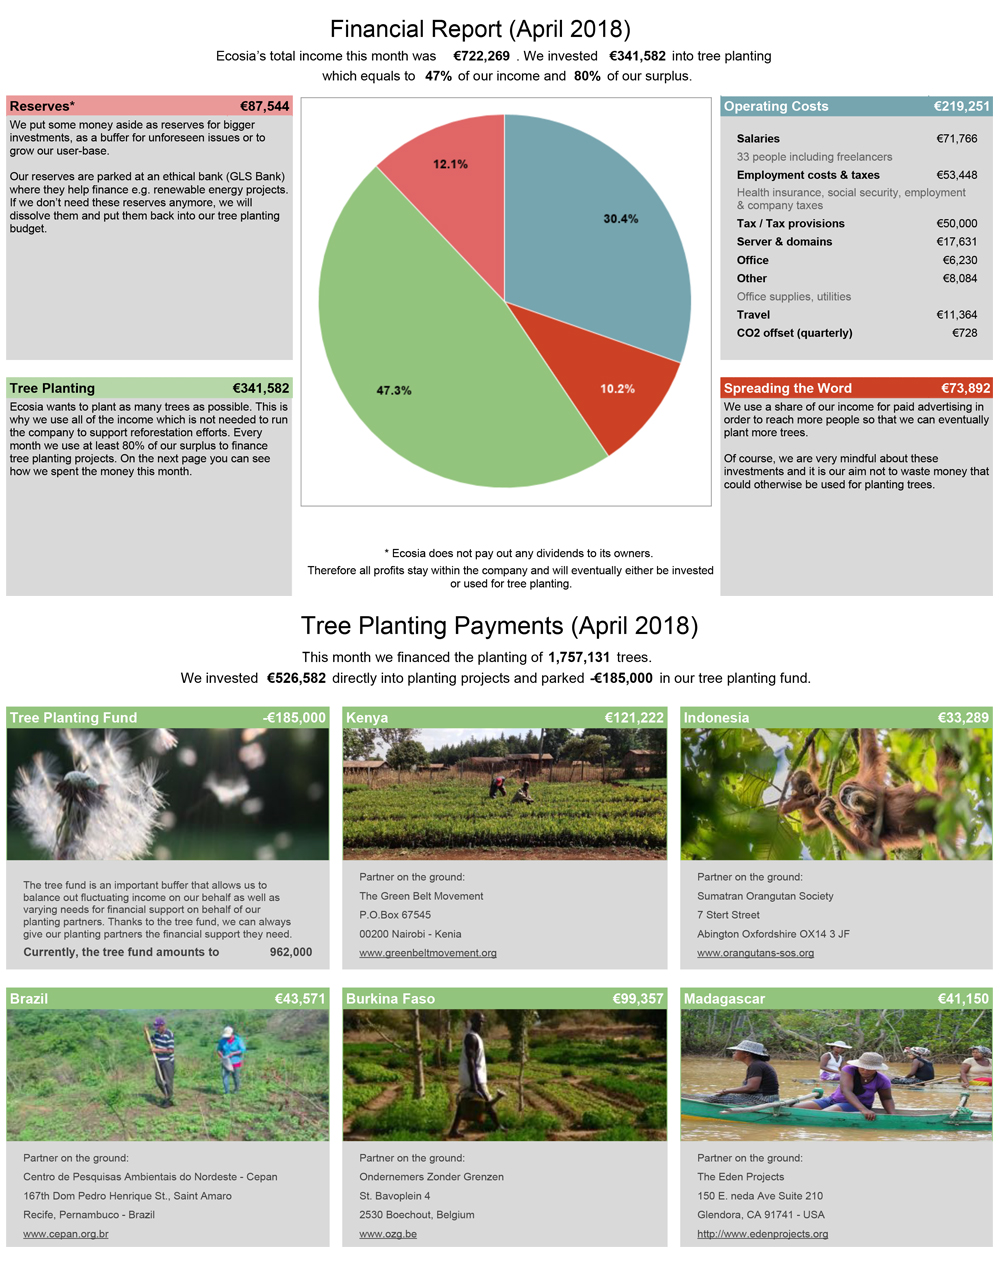 Financial Report (April 2018)
Ecosia's total income this month was €722,269 . We invested €341,582 into tree planting
which equals to 47% of our income and 80% of our surplus.
Reserves* €87,544
We put some money aside as reserves for bigger
investments, as a buffer for unforeseen issues or to
grow our user-base.
Our reserves are parked at an ethical bank (GLS Bank)
where they help finance e.g. renewable energy projects.
If we don't need these reserves anymore, we will
dissolve them and put them back into our tree planting
budget.
12.1%
30.4%
47.3%
10.2%
Operating Costs €219,251
Salaries €71,766
33 people including freelancers
Employment costs & taxes €53,448
Health insurance, social security, employment
& company taxes
Tax / Tax provisions €50,000
Server & domains €17,631
Office €6,230
Other €8,084
Office supplies, utilities
Travel €11,364
CO2 offset (quarterly) €728
Tree Planting €341,582
Ecosia wants to plant as many trees as possible. This is
why we use all of the income which is not needed to run
the company to support reforestation efforts. Every
month we use at least 80% of our surplus to finance
tree planting projects. On the next page you can see
how we spent the money this month.
Spreading the Word €73,892
We use a share of our income for paid advertising in
order to reach more people so that we can eventually
plant more trees.
Of course, we are very mindful about these
investments and it is our aim not to waste money that
could otherwise be used for planting trees.
* Ecosia does not pay out any dividends to its owners.
Therefore all profits stay within the company and will eventually either be invested
or used for tree planting.
Tree Planting Payments (April 2018)
This month we financed the planting of 1,757,131 trees.
We invested €526,582 directly into planting projects and parked -€185,000 in our tree planting fund.
Tree Planting Fund -€185,000
The tree fund is an important buffer that allows us to
balance out fluctuating income on our behalf as well as
varying needs for financial support on behalf of our
planting partners. Thanks to the tree fund, we can always
give our planting partners the financial support they need.
Currently, the tree fund amounts to 962,000
Kenya €121,222
Partner on the ground:
The Green Belt Movement
P.O.Box 67545
00200 Nairobi - Kenia
www.greenbeltmovement.org
Indonesia €33,289
Partner on the ground:
Sumatran Orangutan Society
7 Stert Street
Abington Oxfordshire OX14 3 JF
www.orangutans-sos.org
Brazil €43,571
Partner on the ground:
Centro de Pesquisas Ambientais do Nordeste - Cepan
167th Dom Pedro Henrique St., Saint Amaro
Recife, Pernambuco - Brazil
www.cepan.org.br
Burkina Faso €99,357
Partner on the ground:
Ondernemers Zonder Grenzen
St. Bavoplein 4
2530 Boechout, Belgium
www.ozg.be
Madagascar €41,150
Partner on the ground:
The Eden Projects
150 E. neda Ave Suite 210
Glendora, CA 91741 - USA
http://www.edenprojects.org